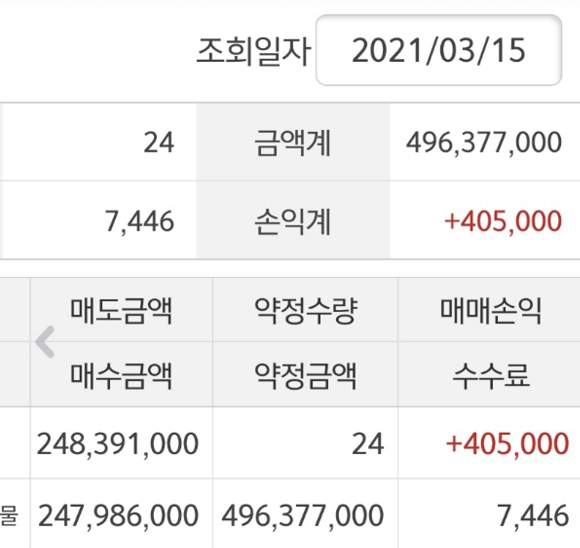 조회일자 2021/03/15
24 금액계 496,377,000
7,446 손익계 +405,000
매도금액 약정수량 매매손익
매수금액 약정금액 수수료
248,391,000 24 +405,000
물 247,986,000 496,377,000 7,446